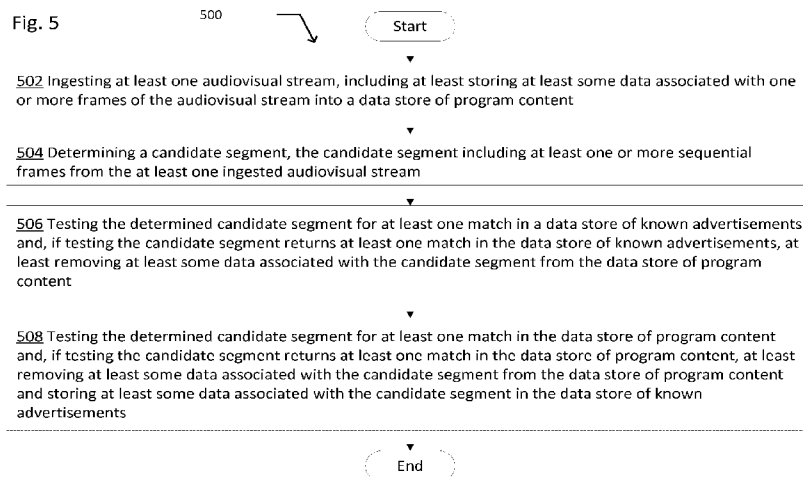 Fig. 5
500
Start
502 Ingesting at least one audiovisual stream, including at least storing at least some data associated with one
or more frames of the audiovisual stream into a data store of program content
504 Determining a candidate segment, the candidate segment including at least one or more sequential
frames from the at least one ingested audiovisual stream
506 Testing the determined candidate segment for at least one match in a data store of known advertisements
and, if testing the candidate segment returns at least one match in the data store of known advertisements, at
least removing at least some data associated with the candidate segment from the data store of program
content
508 Testing the determined candidate segment for at least one match in the data store of program content
and, if testing the candidate segment returns at least one match in the data store of program content, at least
removing at least some data associated with the candidate segment from the data store of program content
and storing at least some data associated with the candidate segment in the data store of known
advertisements
End